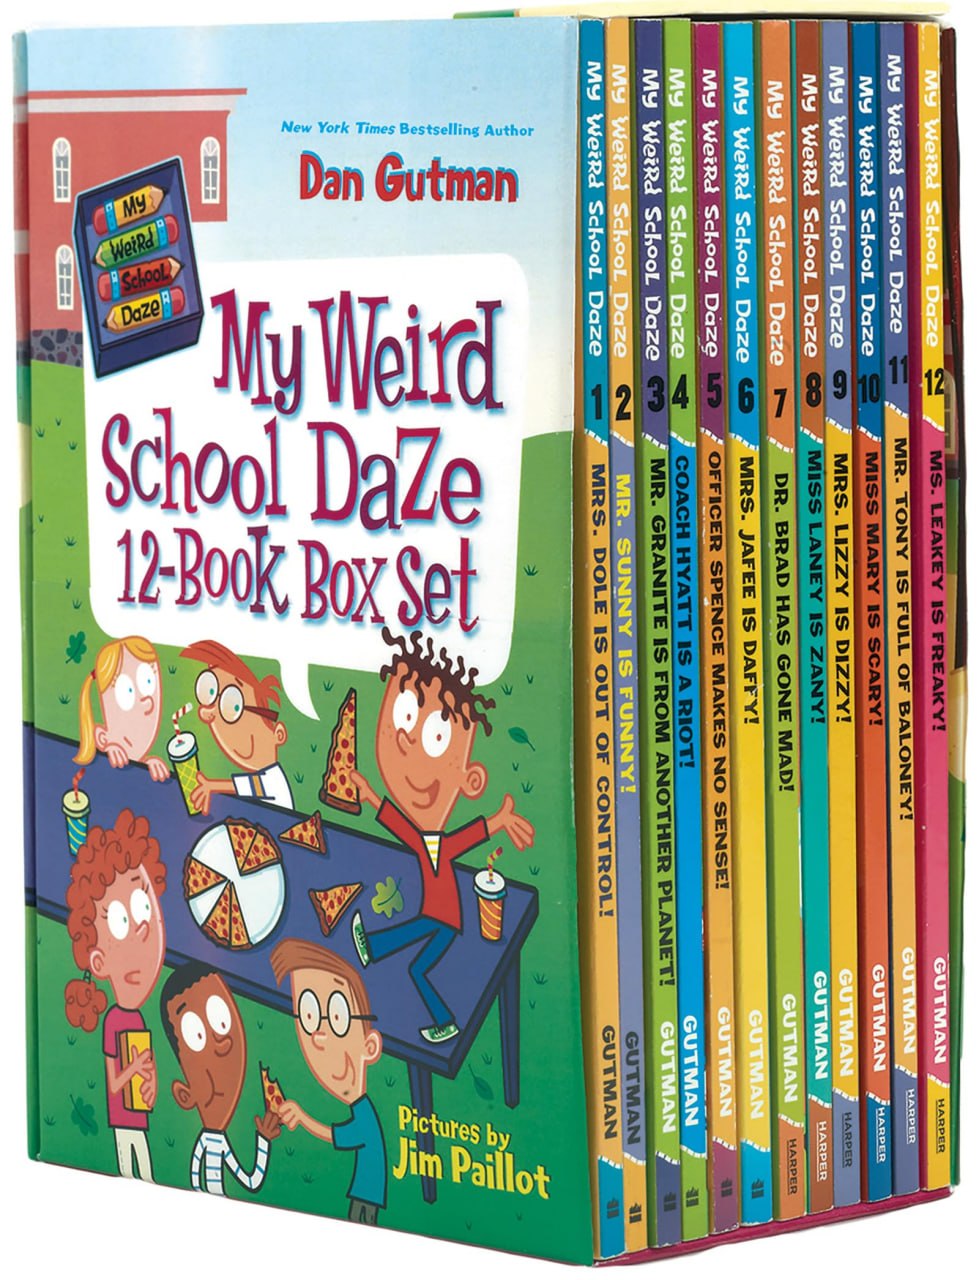 New York Times Bestselling Author
Dan Gutman
My
Weird
School
Daze
My Weird
School Daze
12-Book Box Set
Pictures by
Jim Paillot
My Weird School Daze 1 MRS. DOLE IS OUT OF CONTROL! GUTMAN
My Weird School Daze 2 MR. SUNNY IS FUNNY! GUTMAN
My Weird School Daze 3 MR. GRANITE IS FROM ANOTHER PLANET! GUTMAN
My Weird School Daze 4 COACH HYATT IS A RIOT! GUTMAN
My Weird School Daze 5 OFFICER SPENCE MAKES NO SENSE! GUTMAN
My Weird School Daze 6 MRS. JAFEE IS DAFFY! GUTMAN
My Weird School Daze 7 DR. BRAD HAS GONE MAD! GUTMAN HARPER
My Weird School Daze 8 MISS LANEY IS ZANY! GUTMAN HARPER
My Weird School Daze 9 MRS. LIZZY IS DIZZY! GUTMAN HARPER
My Weird School Daze 10 MISS MARY IS SCARY! GUTMAN HARPER
My Weird School Daze 11 MR. TONY IS FULL OF BALONEY! GUTMAN HARPER
My Weird School Daze 12 MS. LEAKEY IS FREAKY! GUTMAN HARPER